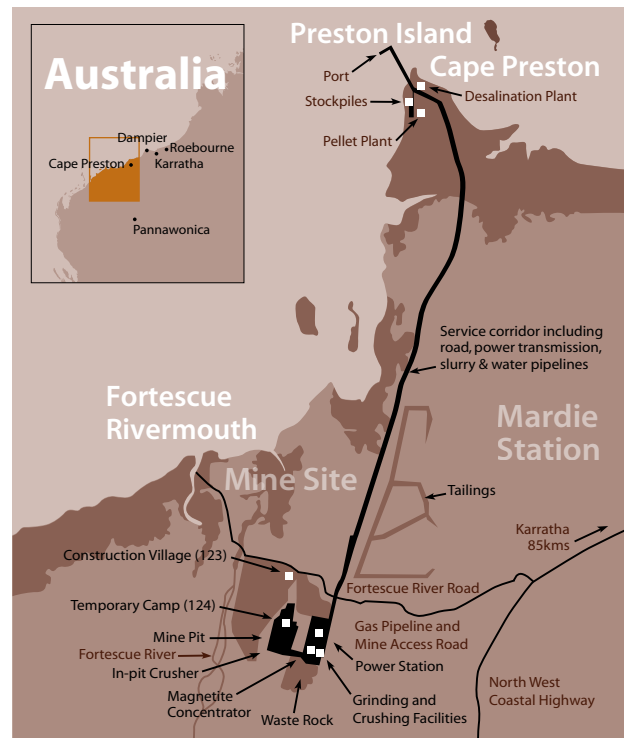 Preston Island
Australia
Cape Preston
Port
Stockpiles
Desalination Plant
Pellet Plant
Dampier
Roebourne
Cape Preston
Karratha
Pannawonica
Service corridor including
road, power transmission,
slurry & water pipelines
Fortescue
Rivermouth
Mardie
Station
Mine Site
Tailings
Karratha
85kms
Construction Village (123)
Fortescue River Road
Temporary Camp (124)
Gas Pipeline and
Mine Access Road
Mine Pit
Fortescue River
Power Station
In-pit Crusher
Magnetite
Concentrator
Waste Rock
Grinding and
Crushing Facilities
North West
Coastal Highway